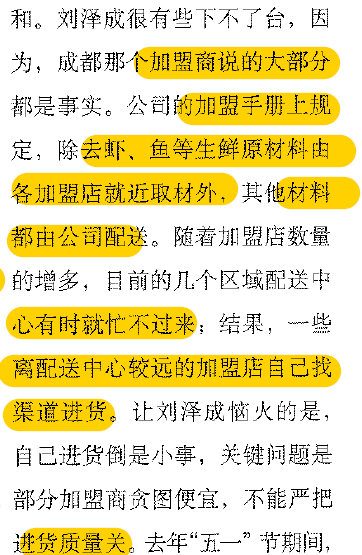 和。刘泽成很有些下不了台，因
为，成都那个加盟商说的大部分
都是事实。公司的加盟手册上规
定，除去虾、鱼等生鲜原材料由
各加盟店就近取材外，其他材料
都由公司配送。随着加盟店数量
的增多，目前的几个区域配送中
心有时就忙不过来；结果，一些
离配送中心较远的加盟店自己找
渠道进货。让刘泽成恼火的是，
自己进货倒是小事，关键问题是
部分加盟商贪图便宜，不能严把
进货质量关。去年“五一”节期间，